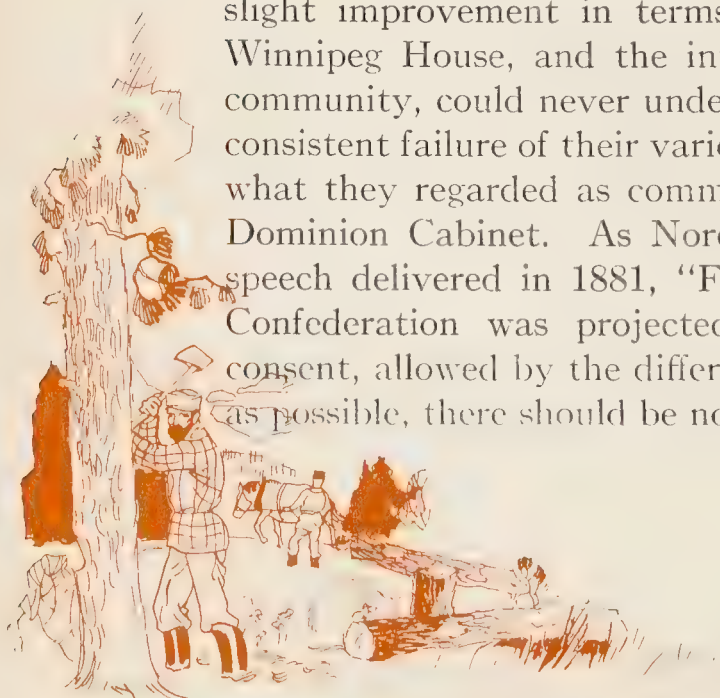 slight improvement in terms
Winnipeg House, and the in
community, could never unde
consistent failure of their varie
what they regarded as comm
Dominion Cabinet. As Nor
speech delivered in 1881, “F
Confederation was projected
consent, allowed by the differ
as possible, there should be no